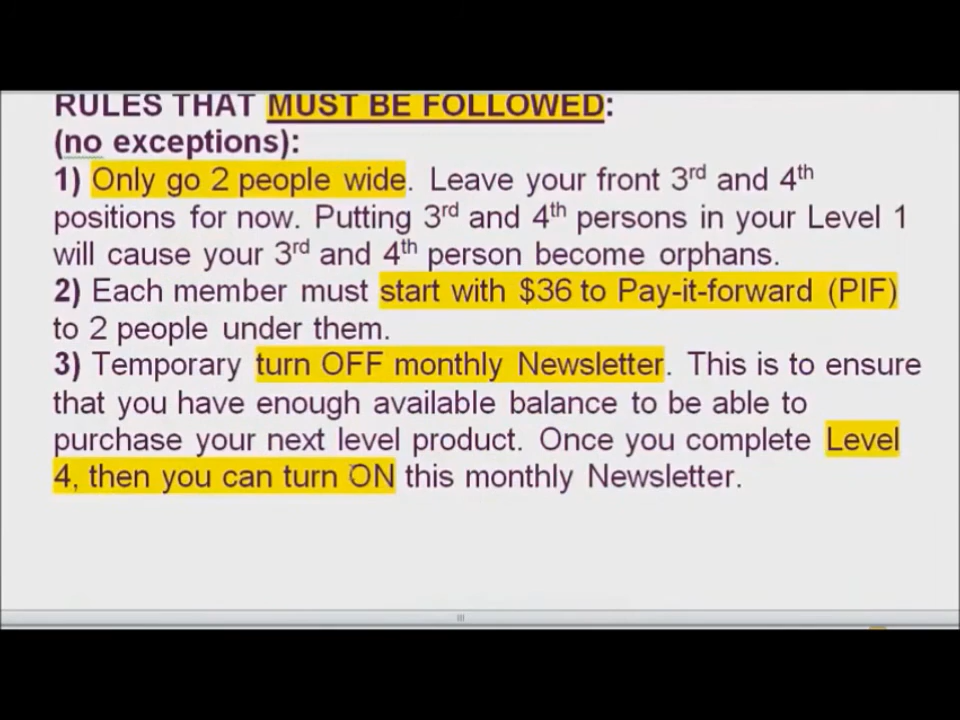 RULES THAT MUST BE FOLLOWED:
(no exceptions):
1) Only go 2 people wide. Leave your front 3rd and 4th
positions for now. Putting 3rd and 4th persons in your Level 1
will cause your 3rd and 4th person become orphans.
2) Each member must start with $36 to Pay-it-forward (PIF)
to 2 people under them.
3) Temporary turn OFF monthly Newsletter. This is to ensure
that you have enough available balance to be able to
purchase your next level product. Once you complete Level
4, then you can turn ON this monthly Newsletter.